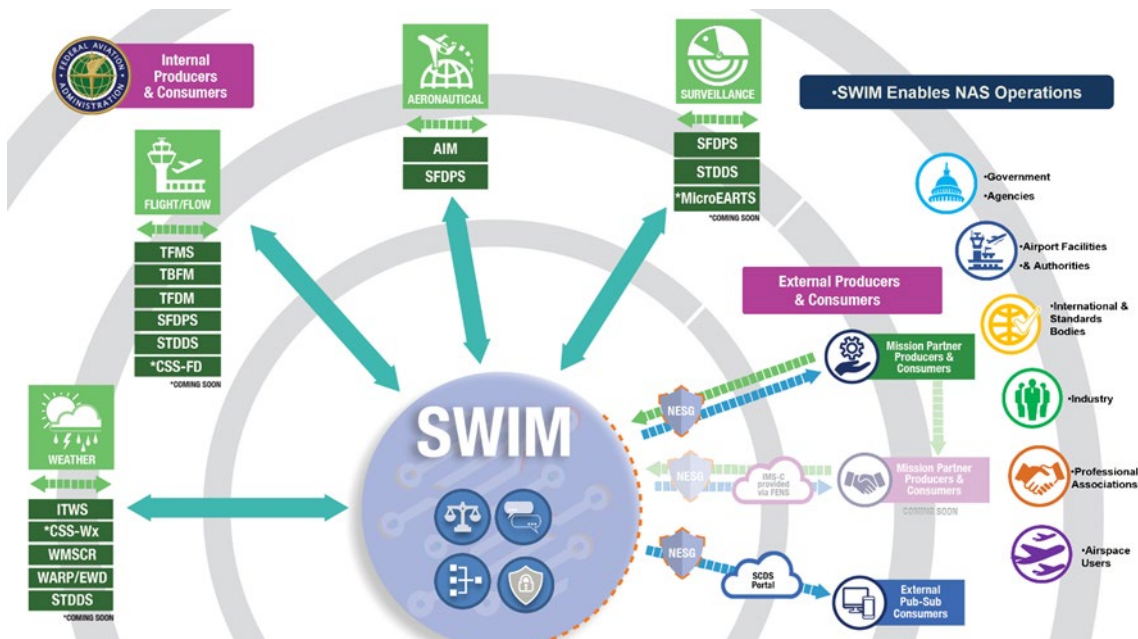 FEDERAL AVIATION
ADMINISTRATION
Internal
Producers
& Consumers
AERONAUTICAL
AIM
SFDPS
SURVEILLANCE
SFDPS
STDDS
*MicroEARTS
*COMING SOON
•SWIM Enables NAS Operations
FLIGHT/FLOW
TFMS
TBFM
TFDM
SFDPS
STDDS
*CSS-FD
*COMING SOON
WEATHER
ITWS
*CSS-Wx
WMSCR
WARP/EWD
STDDS
*COMING SOON
SWIM
External Producers
& Consumers
NESG
Mission Partner
Producers &
Consumers
NESG
IMS-C
provided
via FENS
Mission Partner
Producers &
Consumers
COMING SOON
NESG
SCDS
Portal
External
Pub-Sub
Consumers
•Government
Agencies
•Airport Facilities
•& Authorities
•International &
Standards
Bodies
•Industry
•Professional
Associations
•Airspace
Users